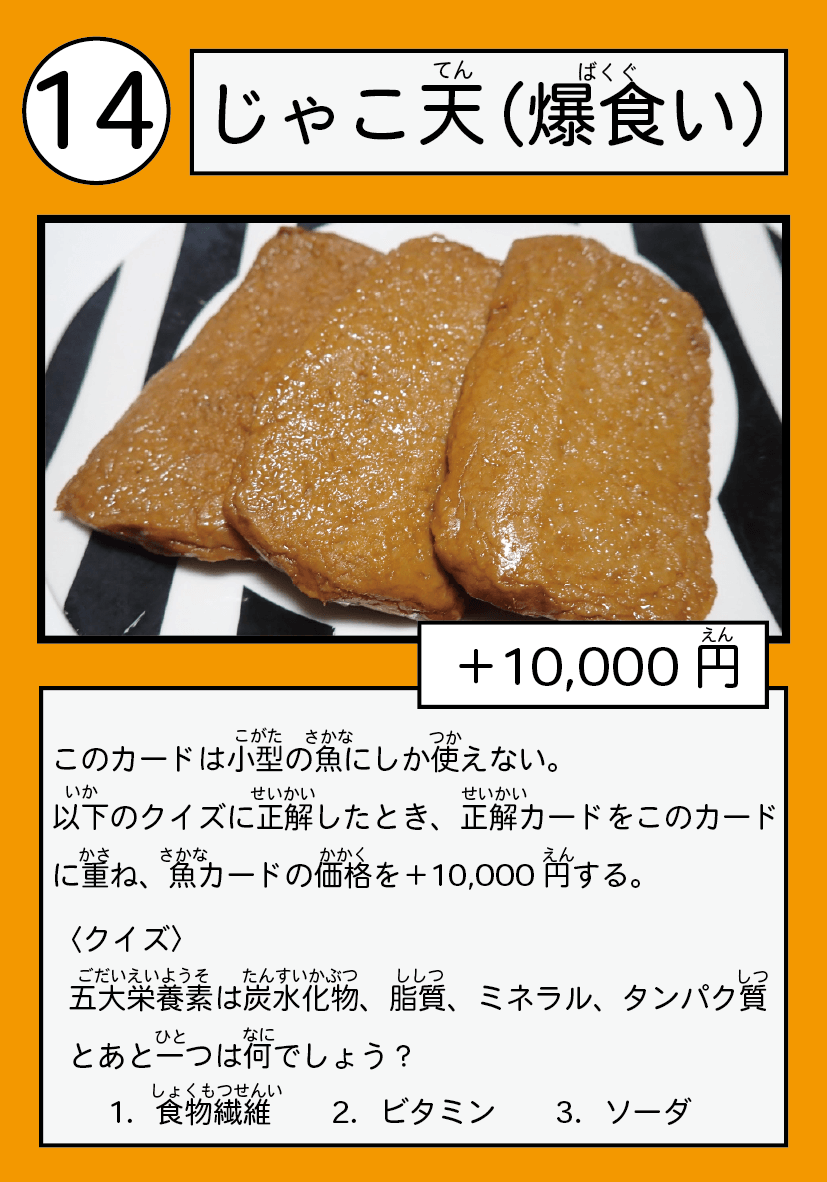 14
じゃこ天(爆食い)
てん ばくぐ
+10,000 円
えん
このカードは小型の魚にしか使えない。
こがた さかな つか
以下のクイズに正解したとき、正解カードをこのカード
いか せいかい せいかい
に重ね、魚カードの価格を+10,000 円する。
かさ さかな かかく えん
〈クイズ〉
五大栄養素は炭水化物、脂質、ミネラル、タンパク質
ごだいえいようそ たんすいかぶつ ししつ しつ
とあと一つは何でしょう?
ひと なに
1. 食物繊維 2. ビタミン 3. ソーダ
しょくもつせんい